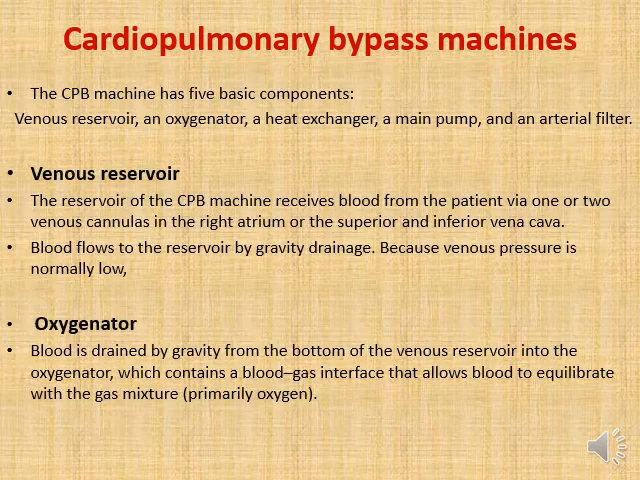 Cardiopulmonary bypass machines
• The CPB machine has five basic components:
Venous reservoir, an oxygenator, a heat exchanger, a main pump, and an arterial filter.
• Venous reservoir
• The reservoir of the CPB machine receives blood from the patient via one or two
venous cannulas in the right atrium or the superior and inferior vena cava.
• Blood flows to the reservoir by gravity drainage. Because venous pressure is
normally low,
• Oxygenator
• Blood is drained by gravity from the bottom of the venous reservoir into the
oxygenator, which contains a blood–gas interface that allows blood to equilibrate
with the gas mixture (primarily oxygen).